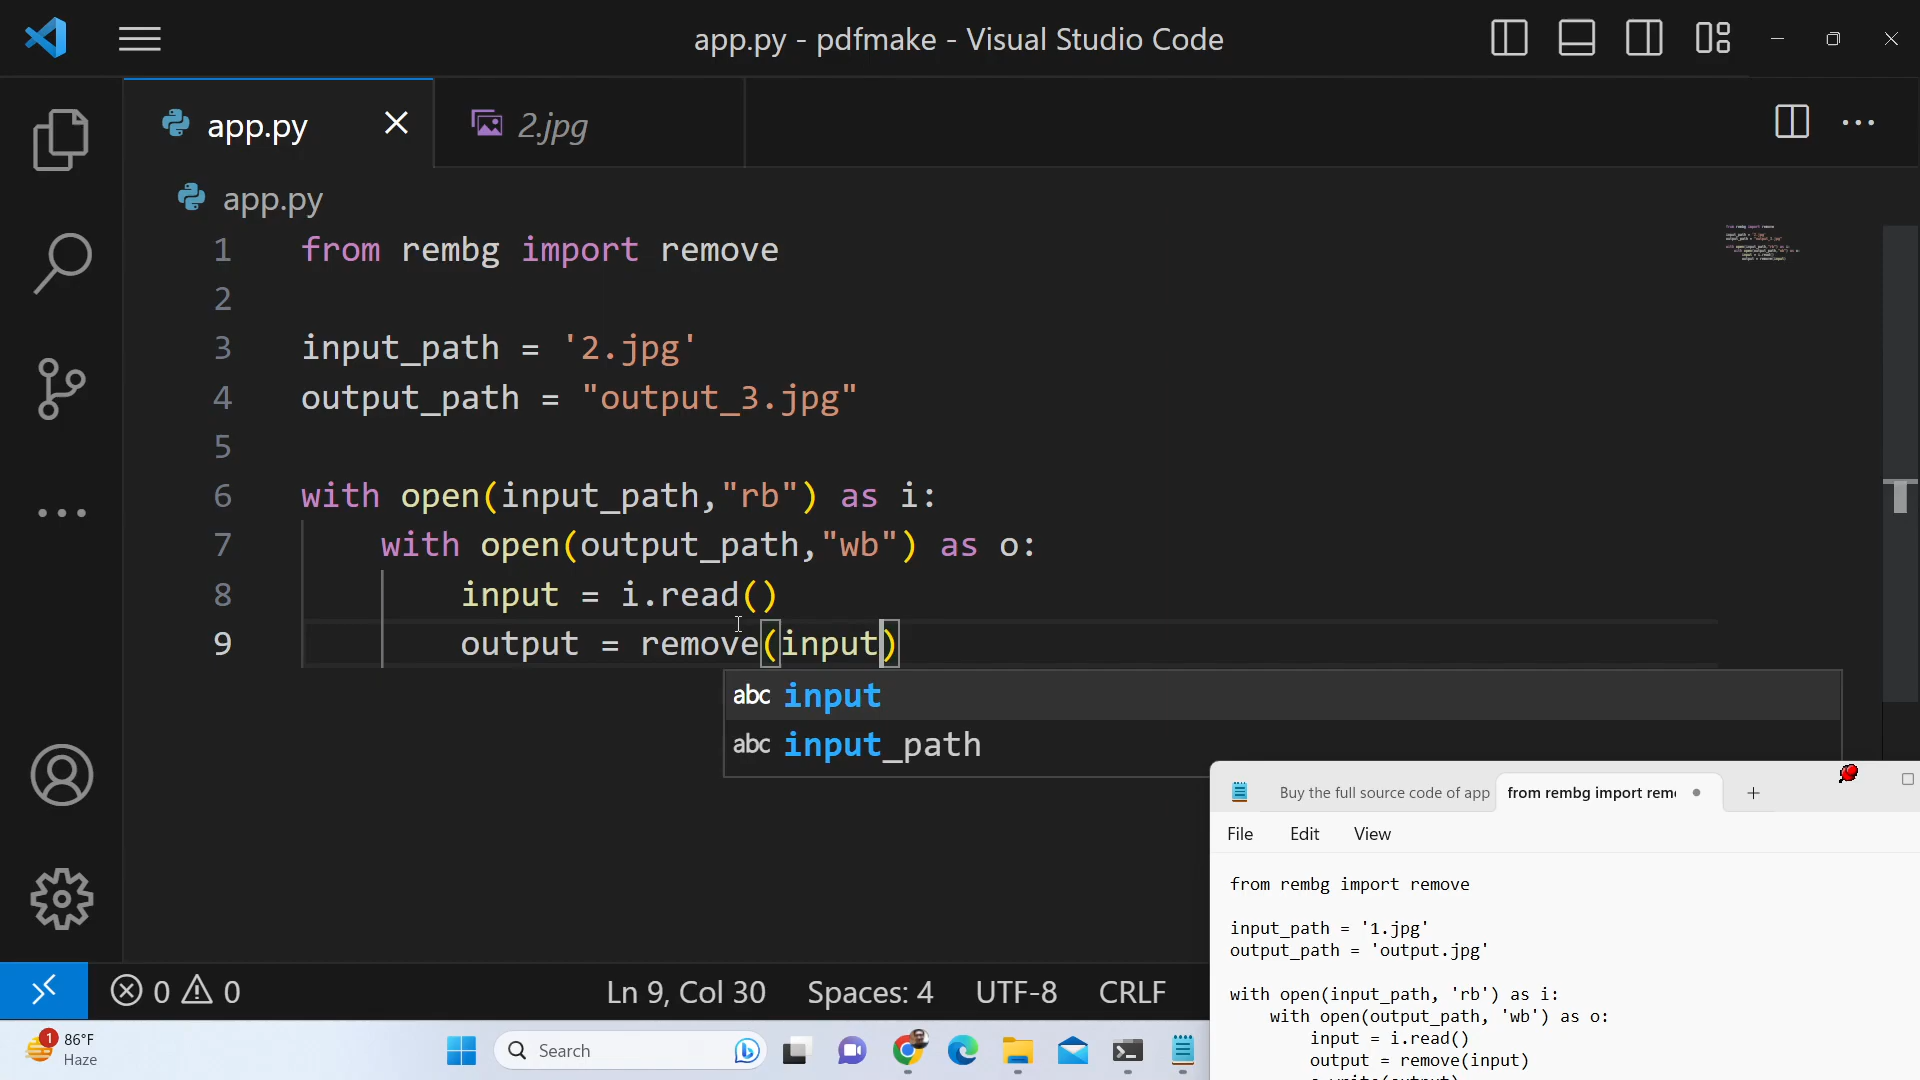 app.py - pdfmake - Visual Studio Code
app.py
2.jpg
app.py
1 from rembg import remove
2
3 input_path = '2.jpg'
4 output_path = "output_3.jpg"
5
6 with open(input_path,"rb") as i:
7 with open(output_path,"wb") as o:
8 input = i.read()
9 output = remove(input)
abc input
abc input_path
Buy the full source code of app
from rembg import rem
File Edit View
from rembg import remove
input_path = '1.jpg'
output_path = 'output.jpg'
with open(input_path, 'rb') as i:
with open(output_path, 'wb') as o:
input = i.read()
output = remove(input)
0 0
Ln 9, Col 30
Spaces: 4
UTF-8
CRLF
1
86°F
Haze
Search